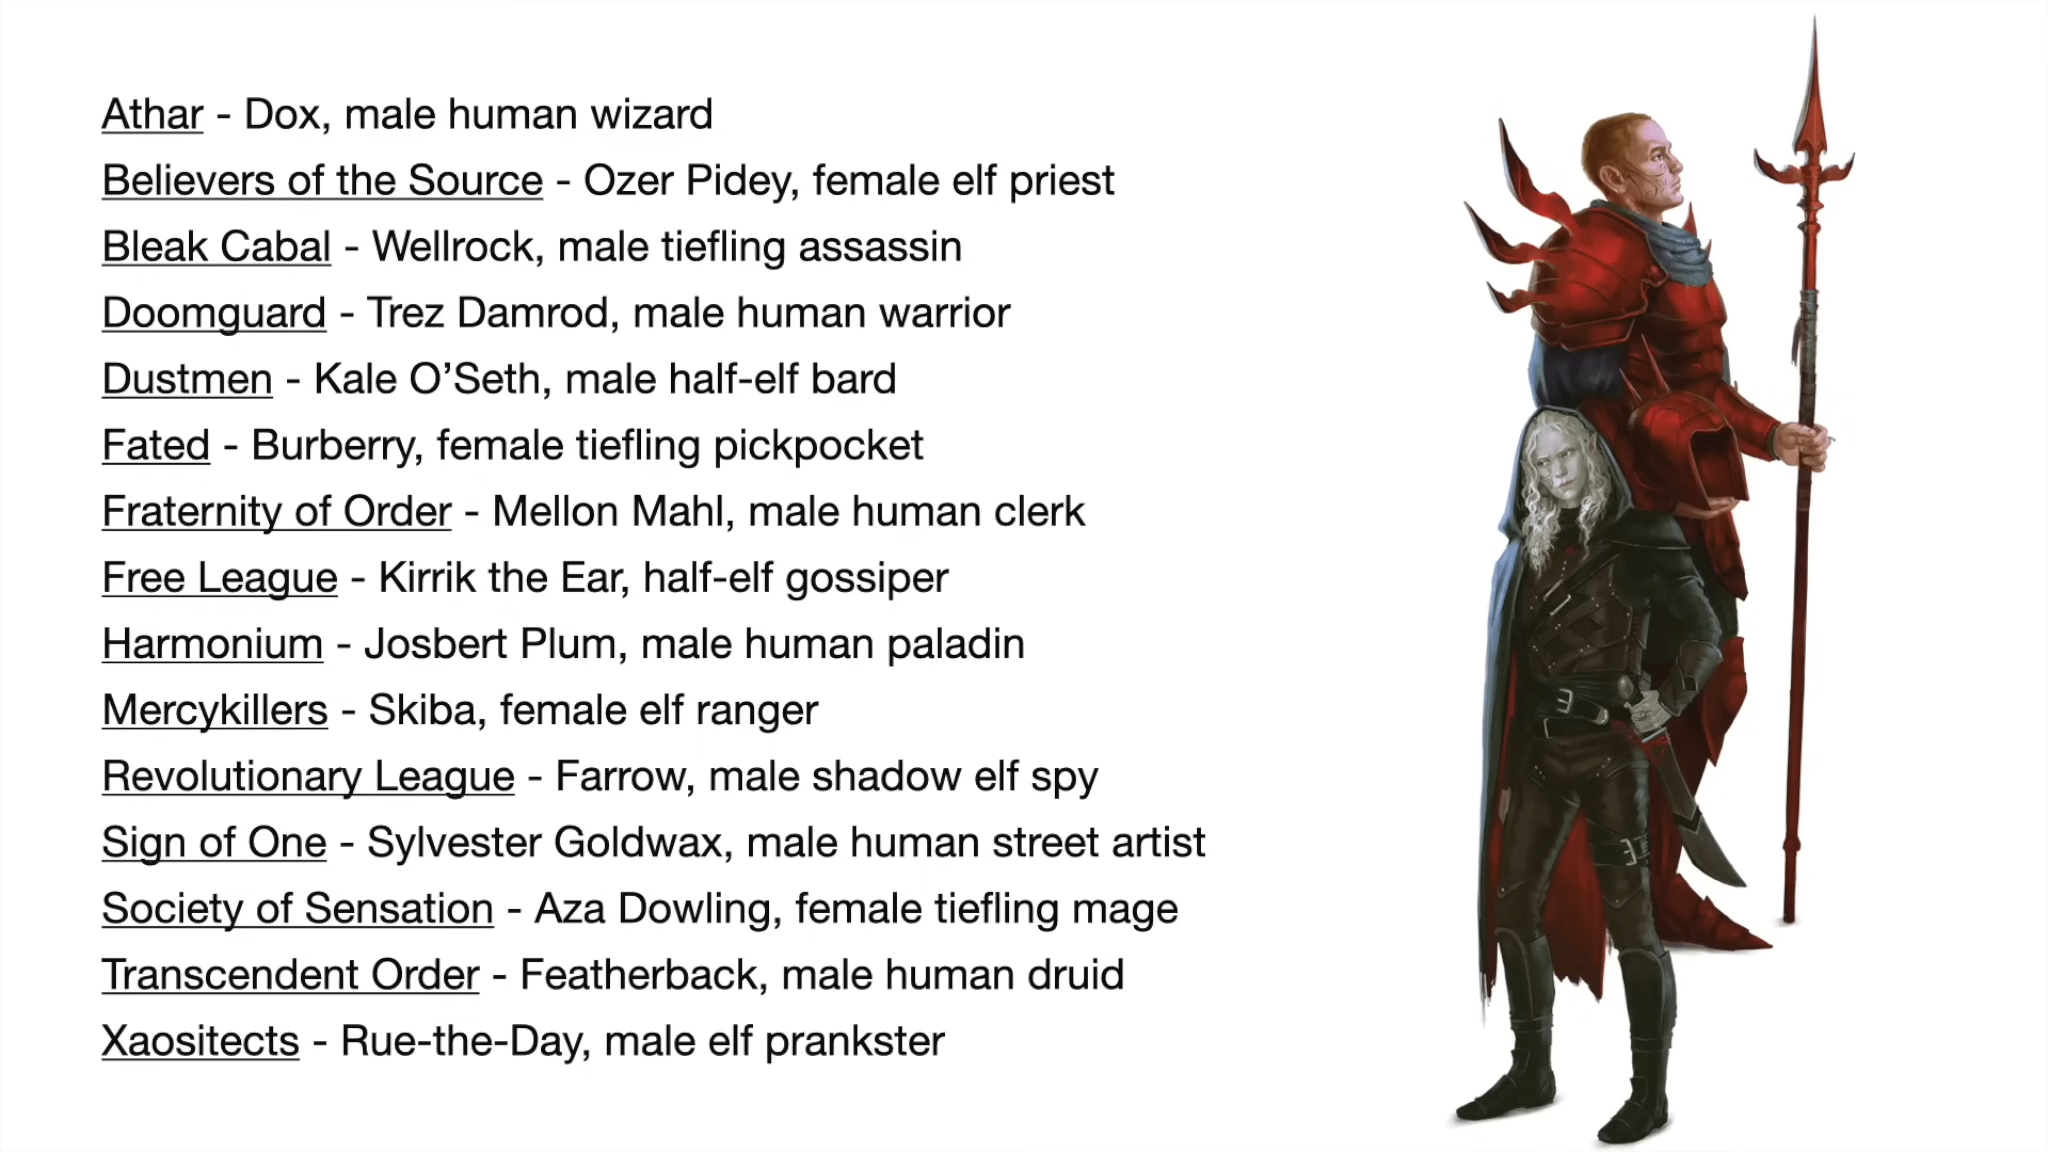 Athar - Dox, male human wizard
Believers of the Source - Ozer Pidey, female elf priest
Bleak Cabal - Wellrock, male tiefling assassin
Doomguard - Trez Damrod, male human warrior
Dustmen - Kale O’Seth, male half-elf bard
Fated - Burberry, female tiefling pickpocket
Fraternity of Order - Mellon Mahl, male human clerk
Free League - Kirrik the Ear, half-elf gossiper
Harmonium - Josbert Plum, male human paladin
Mercykillers - Skiba, female elf ranger
Revolutionary League - Farrow, male shadow elf spy
Sign of One - Sylvester Goldwax, male human street artist
Society of Sensation - Aza Dowling, female tiefling mage
Transcendent Order - Featherback, male human druid
Xaositects - Rue-the-Day, male elf prankster